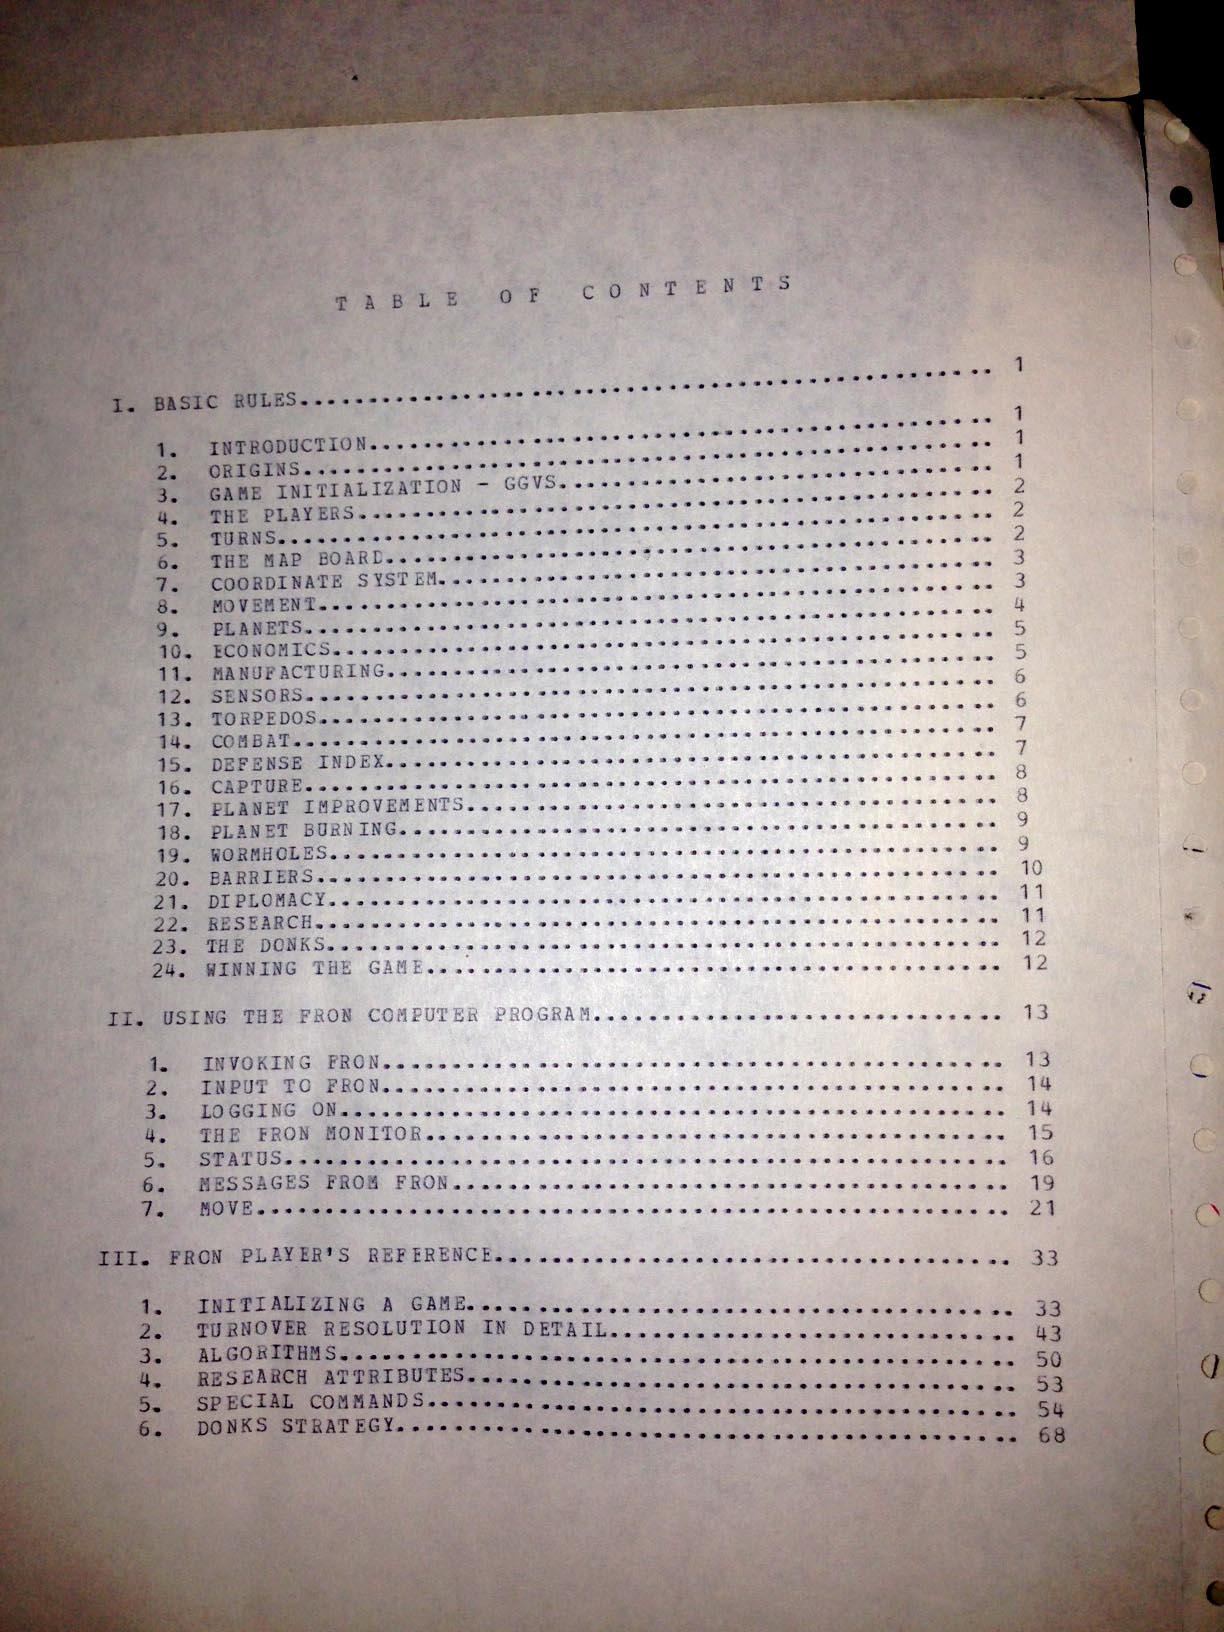 TABLE OF CONTENTS
I. BASIC RULES.................................................. 1
1. INTRODUCTION............................................. 1
2. ORIGINS.................................................. 1
3. GAME INITIALIZATION - GGVS............................... 1
4. THE PLAYERS.............................................. 2
5. TURNS.................................................... 2
6. THE MAP BOARD............................................ 2
7. COORDINATE SYSTEM........................................ 3
8. MOVEMENT................................................. 3
9. PLANETS.................................................. 4
10. ECONOMICS................................................ 5
11. MANUFACTURING............................................ 5
12. SENSORS.................................................. 6
13. TORPEDOS................................................. 6
14. COMBAT................................................... 7
15. DEFENSE INDEX............................................ 7
16. CAPTURE.................................................. 8
17. PLANET IMPROVEMENTS...................................... 8
18. PLANET BURNING........................................... 9
19. WORMHOLES................................................ 9
20. BARRIERS................................................. 10
21. DIPLOMACY................................................ 11
22. RESEARCH................................................. 11
23. THE DONKS................................................ 12
24. WINNING THE GAME......................................... 12
II. USING THE FRON COMPUTER PROGRAM.............................. 13
1. INVOKING FRON............................................ 13
2. INPUT TO FRON............................................ 14
3. LOGGING ON............................................... 14
4. THE FRON MONITOR......................................... 15
5. STATUS................................................... 16
6. MESSAGES FROM FRON....................................... 19
7. MOVE..................................................... 21
III. FRON PLAYER'S REFERENCE...................................... 33
1. INITIALIZING A GAME...................................... 33
2. TURNOVER RESOLUTION IN DETAIL............................ 43
3. ALGORITHMS............................................... 50
4. RESEARCH ATTRIBUTES...................................... 53
5. SPECIAL COMMANDS......................................... 54
6. DONKS STRATEGY........................................... 68